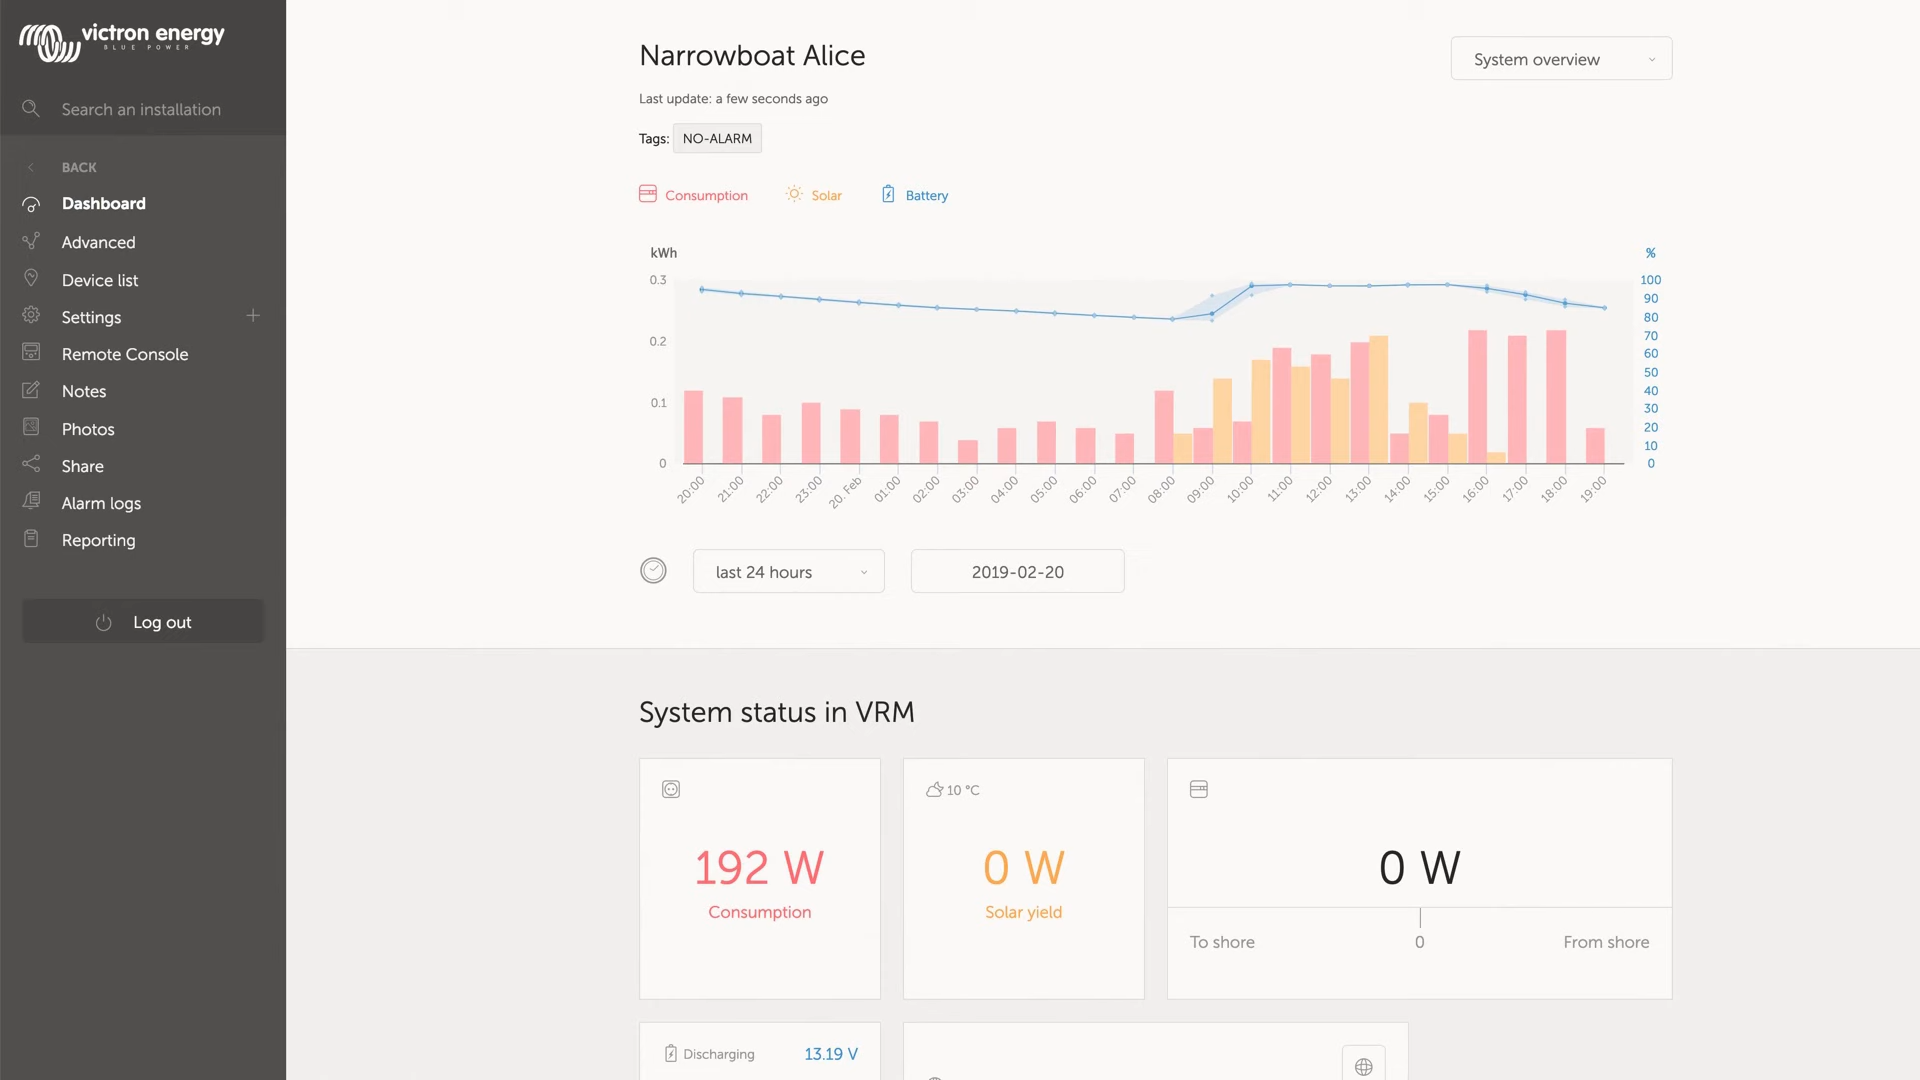 victron energy
BLUE POWER
Search an installation
BACK
Dashboard
Advanced
Device list
Settings
Remote Console
Notes
Photos
Share
Alarm logs
Reporting
Log out
Narrowboat Alice
System overview
Last update: a few seconds ago
Tags: NO-ALARM
Consumption Solar Battery
kWh %
0.3
0.2
0.1
0
100
90
80
70
60
50
40
30
20
10
0
20:00 21:00 22:00 23:00 20. Feb 01:00 02:00 03:00 04:00 05:00 06:00 07:00 08:00 09:00 10:00 11:00 12:00 13:00 14:00 15:00 16:00 17:00 18:00 19:00
last 24 hours 2019-02-20
System status in VRM
192 W
Consumption
10 °C
0 W
Solar yield
0 W
To shore 0 From shore
Discharging 13.19 V